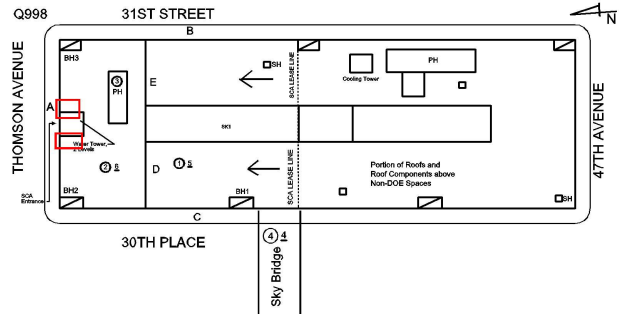 Q998
31ST STREET
N
B
THOMSON AVENUE
BH3
SH
SCA LEASE LINE
PH
Cooling Tower
3
PH
E
A
SK1
47TH AVENUE
Water Tower,
2 Levels
2 6
D
1 5
SCA LEASE LINE
Portion of Roofs and
Roof Components above
Non-DOE Spaces
SCA
Entrance
BH2
BH1
SH
C
30TH PLACE
4 4
Sky Bridge